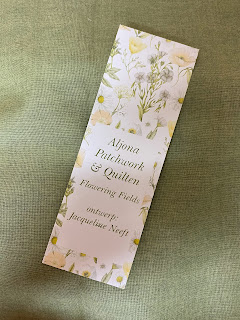 Aljona
Patchwork
& Quilten
Flowering Fields
ontwerp:
Jacqueline Neeft